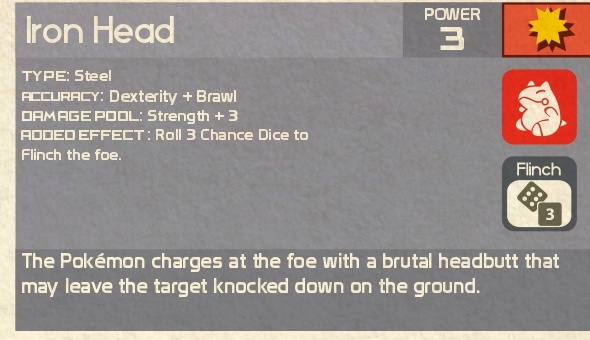 Iron Head
POWER
3
TYPE: Steel
ACCURACY: Dexterity + Brawl
DAMAGE POOL: Strength + 3
ADDED EFFECT: Roll 3 Chance Dice to
Flinch the foe.
Flinch
3
The Pokémon charges at the foe with a brutal headbutt that
may leave the target knocked down on the ground.